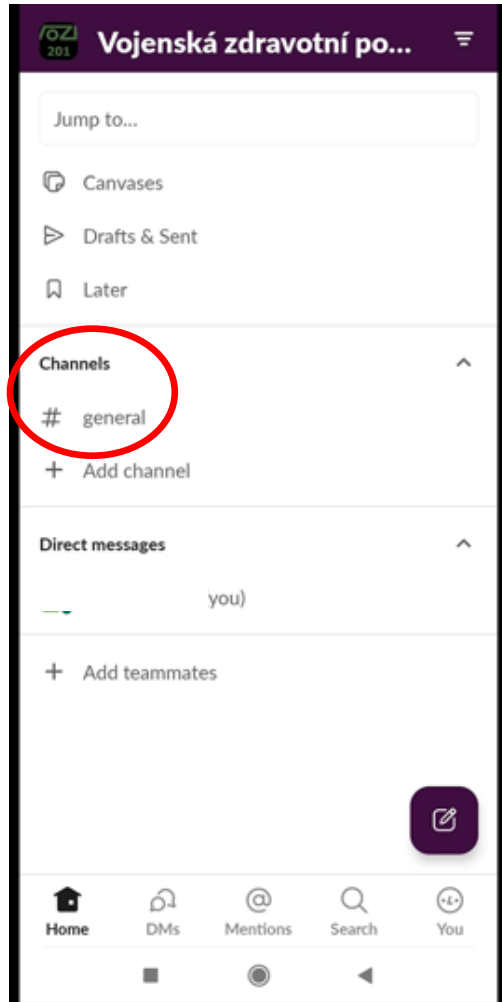 VOZP
201
Vojenská zdravotní po...
Jump to...
Canvases
Drafts & Sent
Later
Channels
# general
+ Add channel
Direct messages
you)
+ Add teammates
Home DMs Mentions Search You